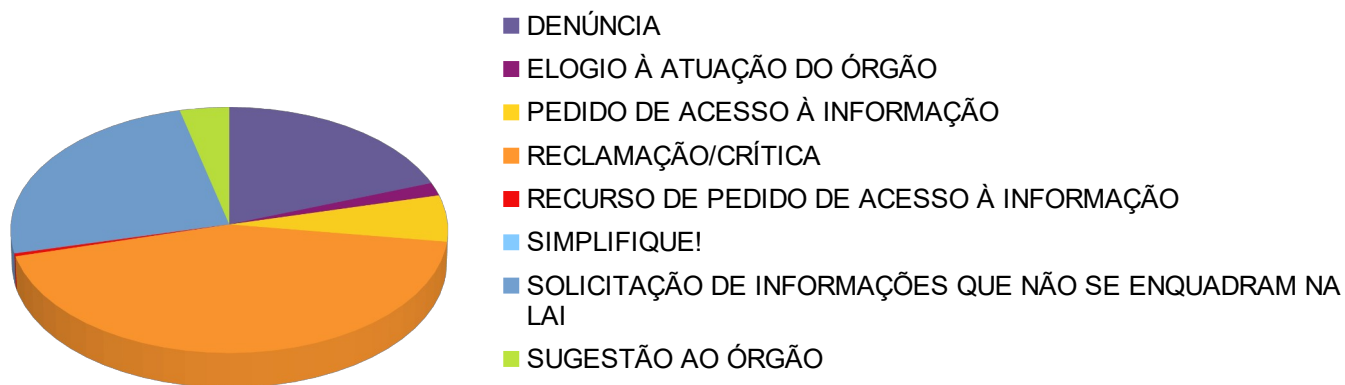 DENÚNCIA
ELOGIO À ATUAÇÃO DO ÓRGÃO
PEDIDO DE ACESSO À INFORMAÇÃO
RECLAMAÇÃO/CRÍTICA
RECURSO DE PEDIDO DE ACESSO À INFORMAÇÃO
SIMPLIFIQUE!
SOLICITAÇÃO DE INFORMAÇÕES QUE NÃO SE ENQUADRAM NA
LAI
SUGESTÃO AO ÓRGÃO